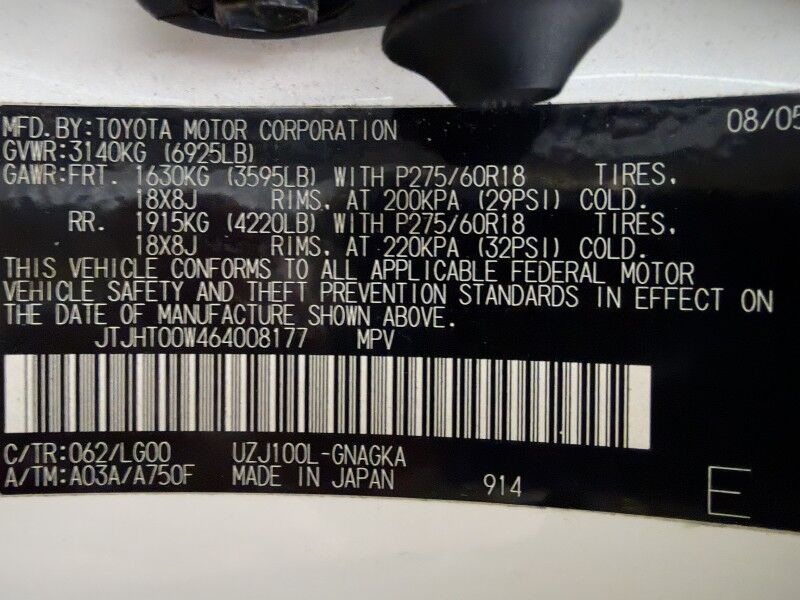 MFD.BY:TOYOTA MOTOR CORPORATION 08/05
GVWR:3140KG (6925LB)
GAWR:FRT. 1630KG (3595LB) WITH P275/60R18 TIRES,
18X8J RIMS, AT 200KPA (29PSI) COLD.
RR. 1915KG (4220LB) WITH P275/60R18 TIRES,
18X8J RIMS, AT 220KPA (32PSI) COLD.
THIS VEHICLE CONFORMS TO ALL APPLICABLE FEDERAL MOTOR
VEHICLE SAFETY AND THEFT PREVENTION STANDARDS IN EFFECT ON
THE DATE OF MANUFACTURE SHOWN ABOVE.
JTJHT00W464008177 MPV
C/TR:062/LG00 UZJ100L-GNAGKA
A/TM:A03A/A750F MADE IN JAPAN 914 E